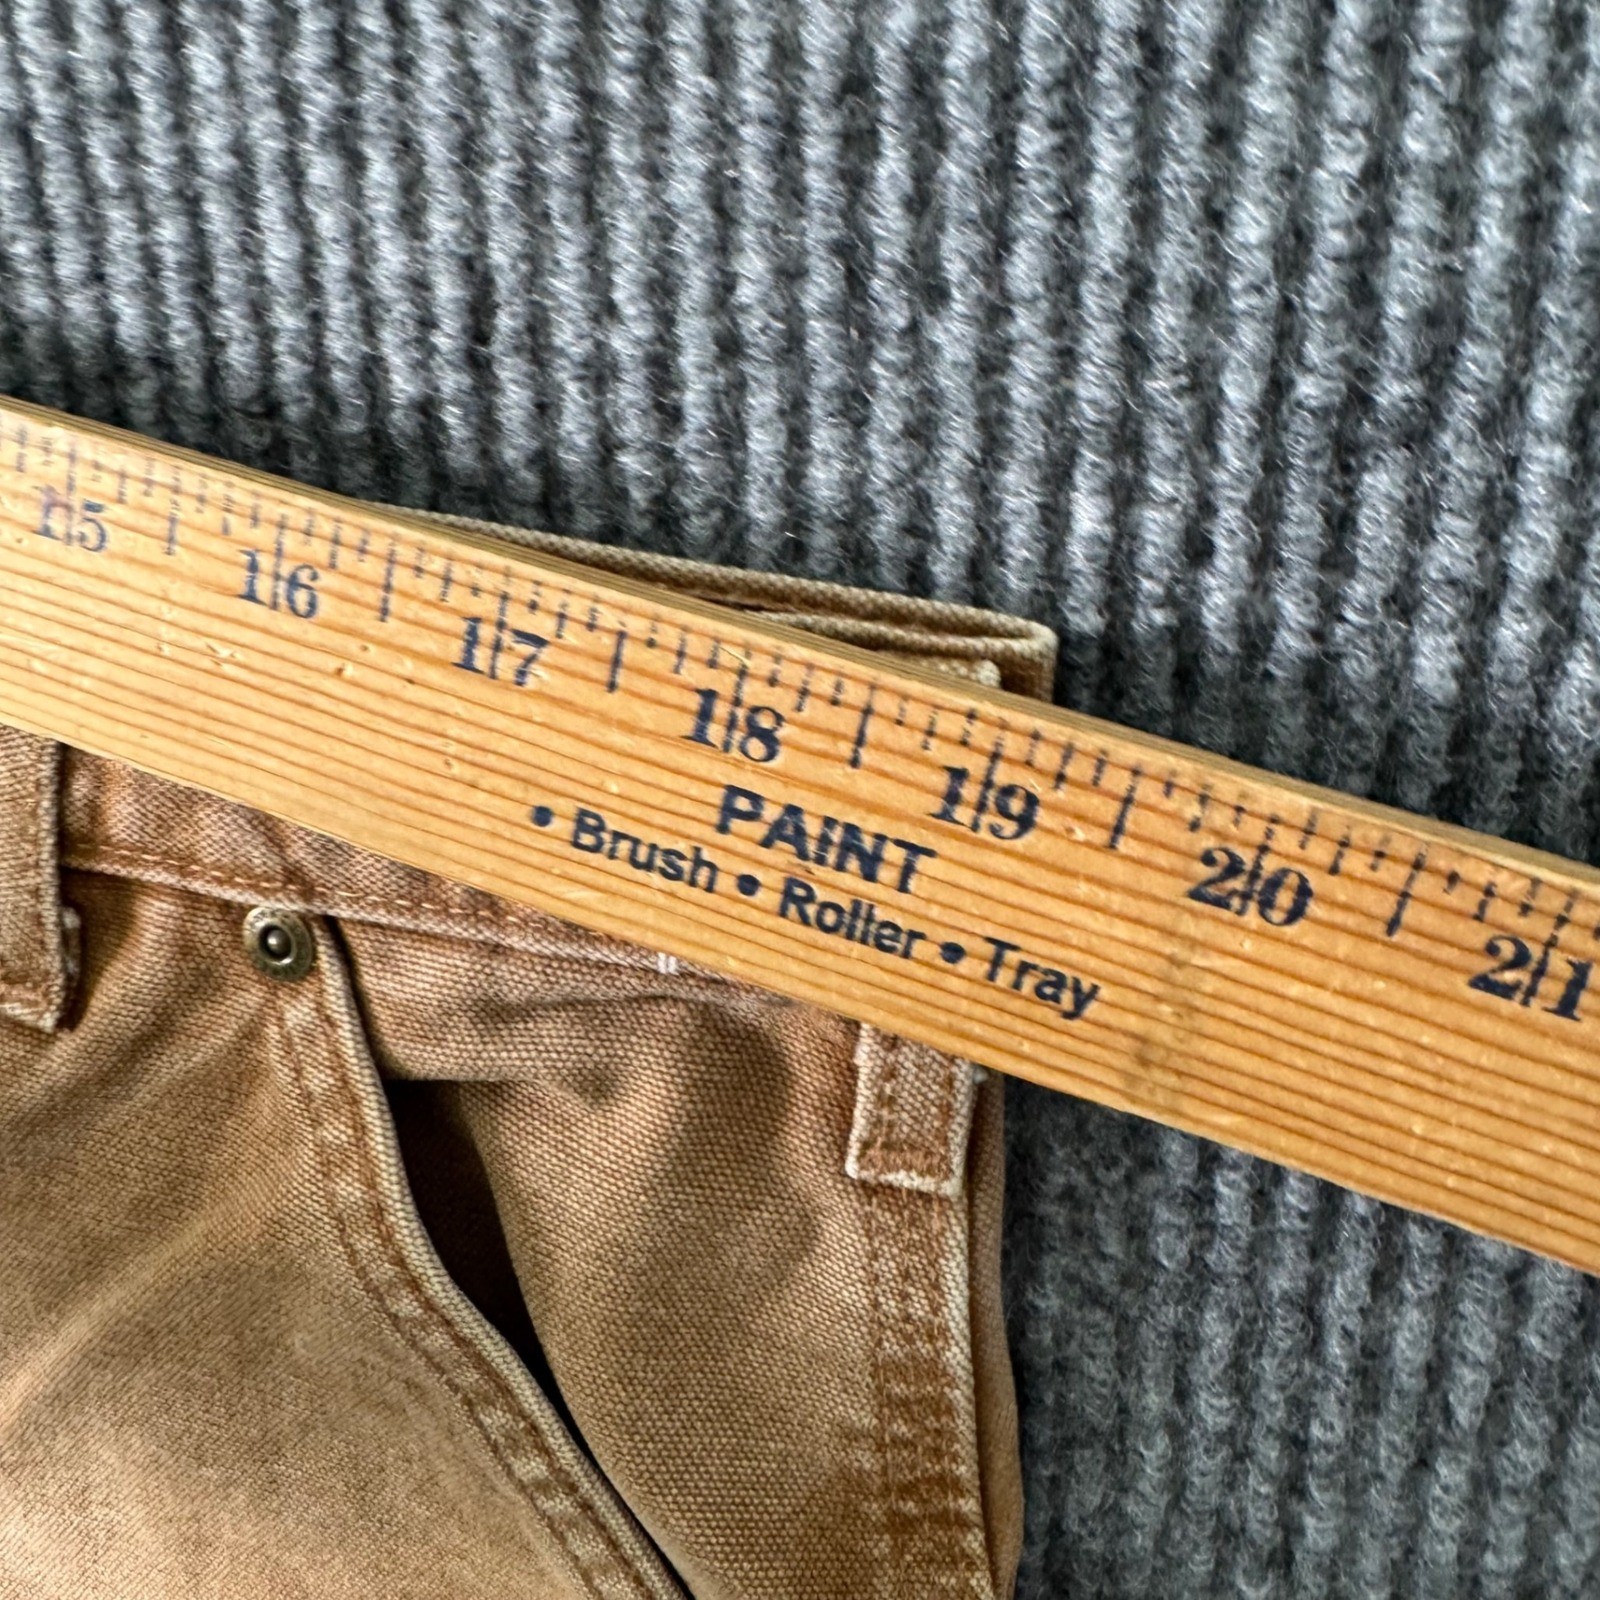 15 16 17 18 19 20 21
PAINT
• Brush • Roller • Tray